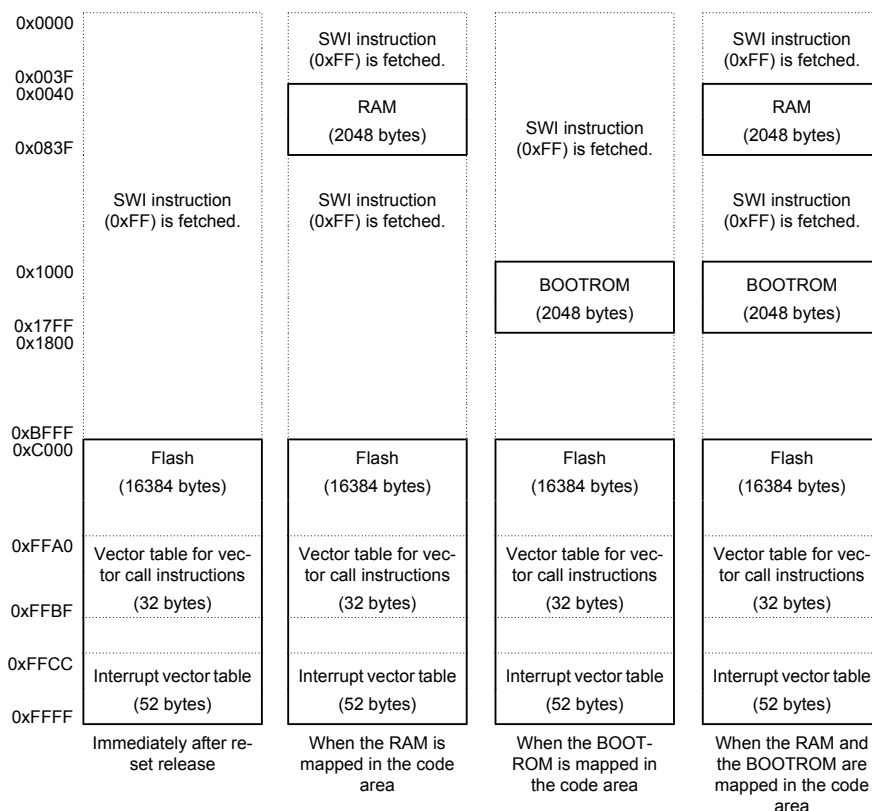 0x0000
0x003F
0x0040
0x083F
0x1000
0x17FF
0x1800
0xBFFF
0xC000
0xFFA0
0xFFBF
0xFFCC
0xFFFF
SWI instruction
(0xFF) is fetched.
Flash
(16384 bytes)
Vector table for vec-
tor call instructions
(32 bytes)
Interrupt vector table
(52 bytes)
Immediately after re-
set release
SWI instruction
(0xFF) is fetched.
RAM
(2048 bytes)
SWI instruction
(0xFF) is fetched.
Flash
(16384 bytes)
Vector table for vec-
tor call instructions
(32 bytes)
Interrupt vector table
(52 bytes)
When the RAM is
mapped in the code
area
SWI instruction
(0xFF) is fetched.
BOOTROM
(2048 bytes)
Flash
(16384 bytes)
Vector table for vec-
tor call instructions
(32 bytes)
Interrupt vector table
(52 bytes)
When the BOOT-
ROM is mapped in
the code area
SWI instruction
(0xFF) is fetched.
RAM
(2048 bytes)
SWI instruction
(0xFF) is fetched.
BOOTROM
(2048 bytes)
Flash
(16384 bytes)
Vector table for vec-
tor call instructions
(32 bytes)
Interrupt vector table
(52 bytes)
When the RAM and
the BOOTROM are
mapped in the code
area